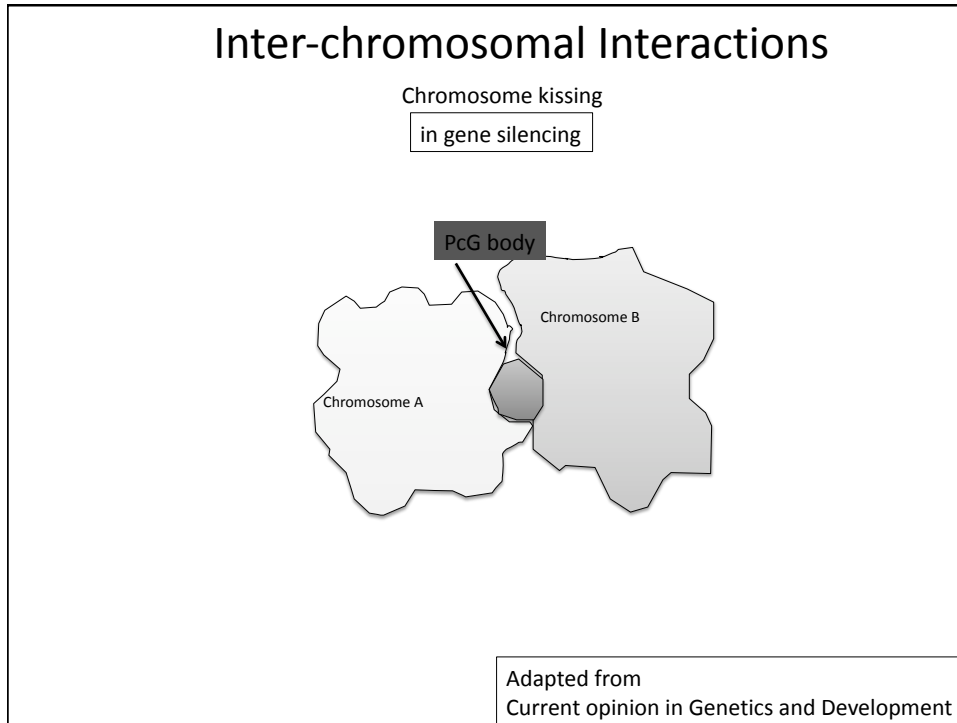 Inter-chromosomal Interactions
Chromosome kissing
in gene silencing
PcG body
Chromosome B
Chromosome A
Adapted from
Current opinion in Genetics and Development